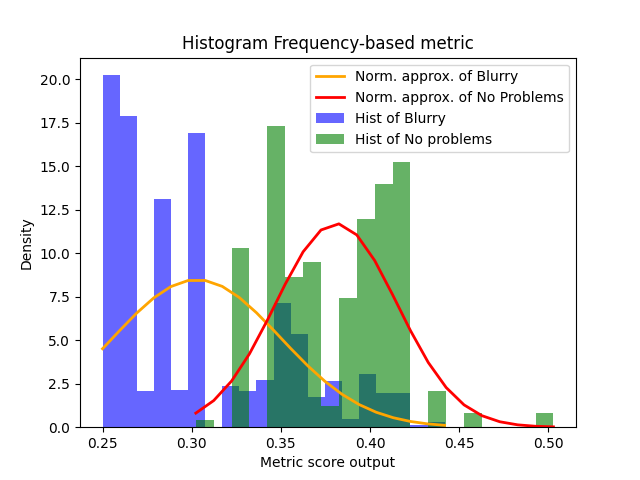 Histogram Frequency-based metric
Norm. approx. of Blurry
Norm. approx. of No Problems
Hist of Blurry
Hist of No problems
Density
20.0
17.5
15.0
12.5
10.0
7.5
5.0
2.5
0.0
0.25 0.30 0.35 0.40 0.45 0.50
Metric score output